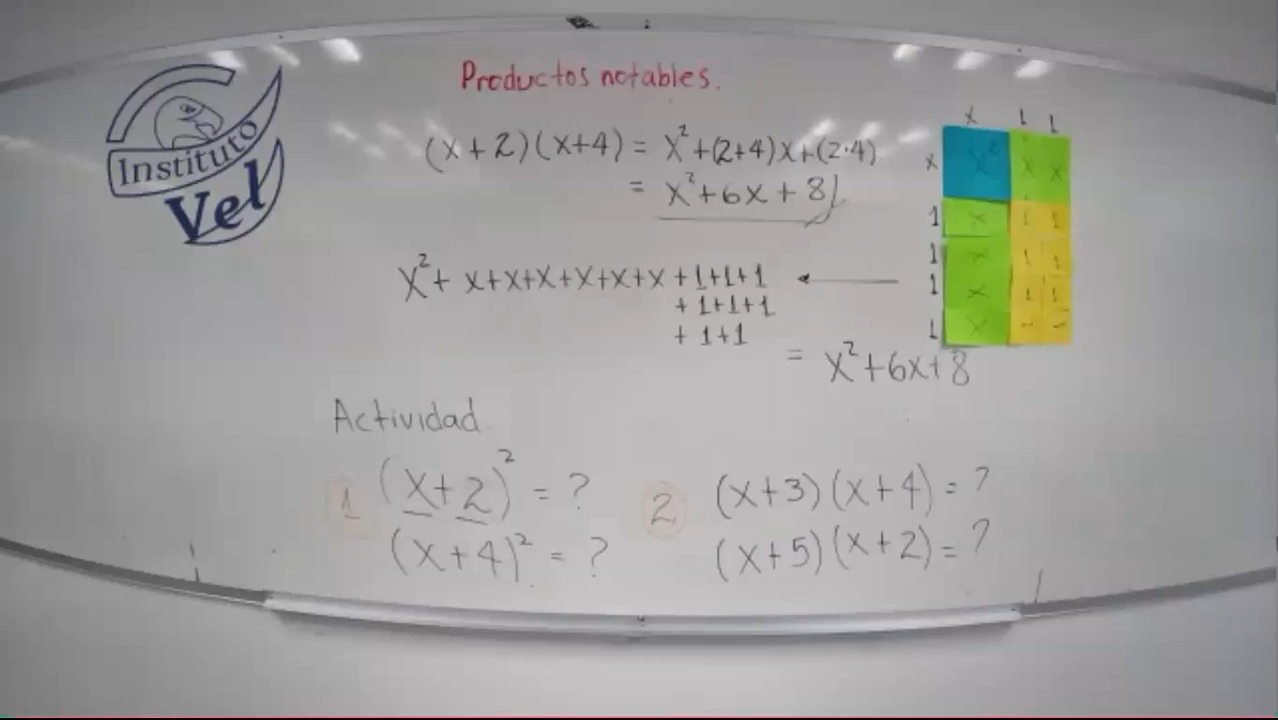 Productos notables.
Instituto
Vel
(x+2)(x+4) = x²+(2+4)x+(2·4)
= x²+6x+8
x² + x+x+x+x+x+x +1+1+1
+ 1+1+1
+ 1+1
= x²+6x+8
x 1 1
x x² x x
1 x 1 1
1 x 1 1
1 x 1 1
1 x 1 1
Actividad
1 (x+2)² = ?
(x+4)² = ?
2 (x+3)(x+4) = ?
(x+5)(x+2) = ?